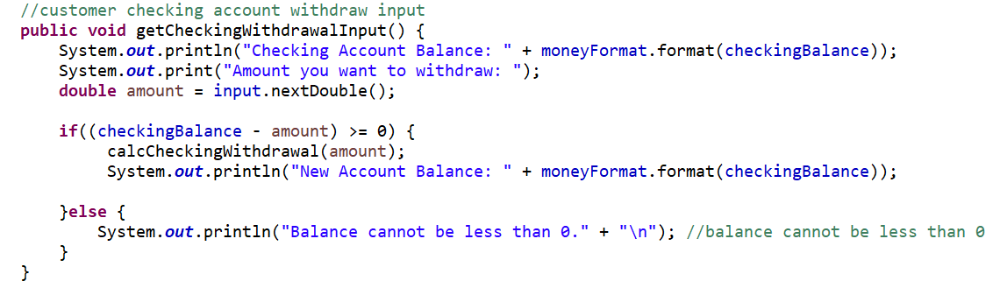 //customer checking account withdraw input
public void getCheckingWithdrawalInput() {
    System.out.println("Checking Account Balance: " + moneyFormat.format(checkingBalance));
    System.out.print("Amount you want to withdraw: ");
    double amount = input.nextDouble();

    if((checkingBalance - amount) >= 0) {
         calcCheckingWithdrawal(amount);
         System.out.println("New Account Balance: " + moneyFormat.format(checkingBalance));

    }else {
        System.out.println("Balance cannot be less than 0." + "\n"); //balance cannot be less than 0
    }
}